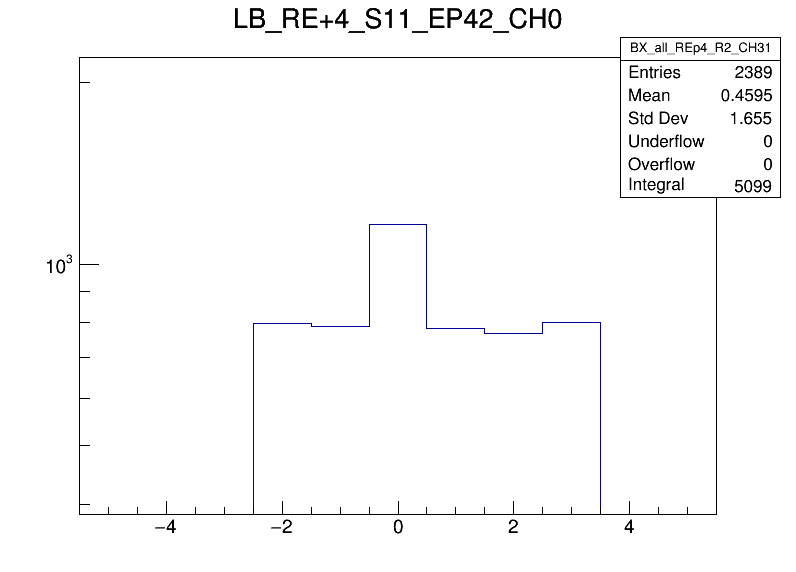 LB_RE+4_S11_EP42_CH0
BX_all_REp4_R2_CH31
Entries 2389
Mean 0.4595
Std Dev 1.655
Underflow 0
Overflow 0
Integral 5099
10³
−4 −2 0 2 4